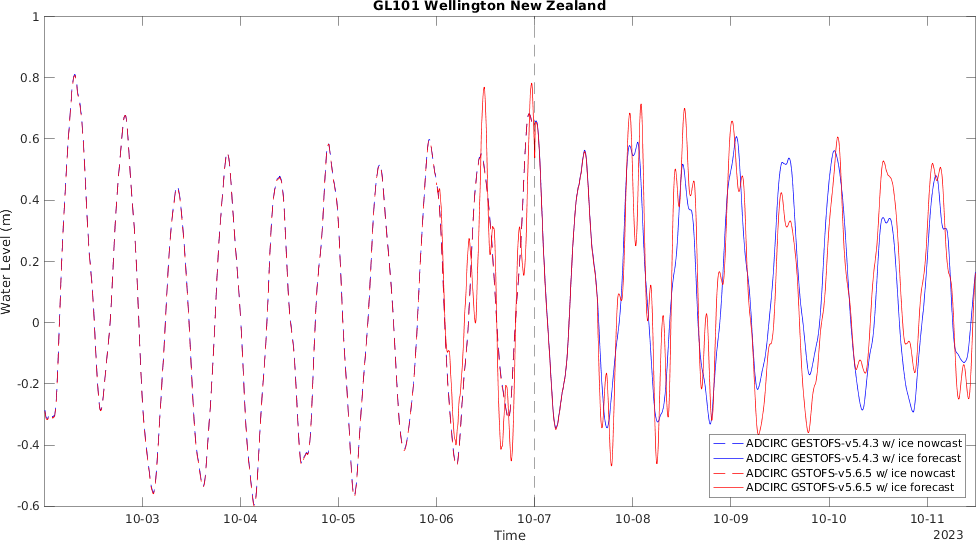 GL101 Wellington New Zealand
Water Level (m)
1
0.8
0.6
0.4
0.2
0
-0.2
-0.4
-0.6
ADCIRC GESTOFS-v5.4.3 w/ ice nowcast
ADCIRC GESTOFS-v5.4.3 w/ ice forecast
ADCIRC GSTOFS-v5.6.5 w/ ice nowcast
ADCIRC GSTOFS-v5.6.5 w/ ice forecast
10-03 10-04 10-05 10-06 10-07 10-08 10-09 10-10 10-11
Time
2023